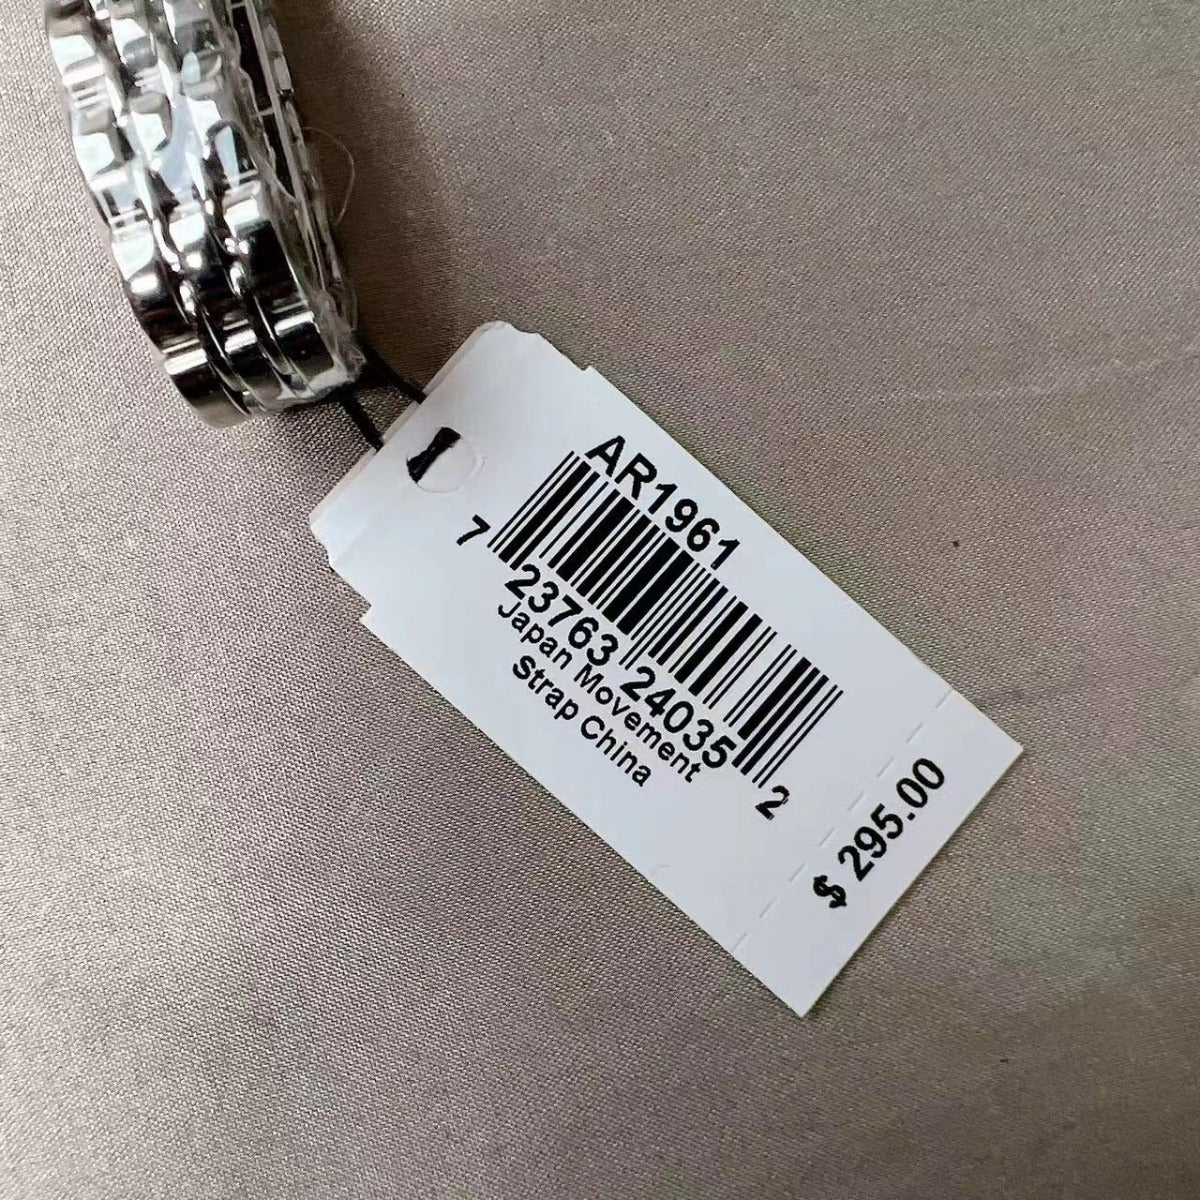 AR1961
7 23763 24035 2
Japan Movement
Strap China
$ 295.00